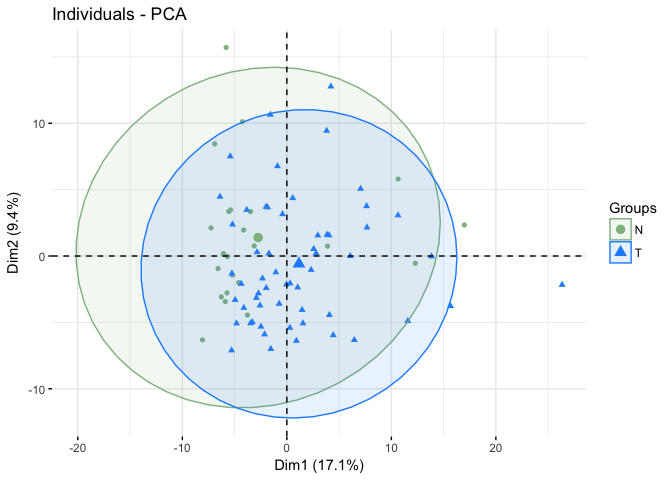 Individuals - PCA
10
0
-10
-20
-10
0
10
20
Dim1 (17.1%)
Dim2 (9.4%)
Groups
N
T